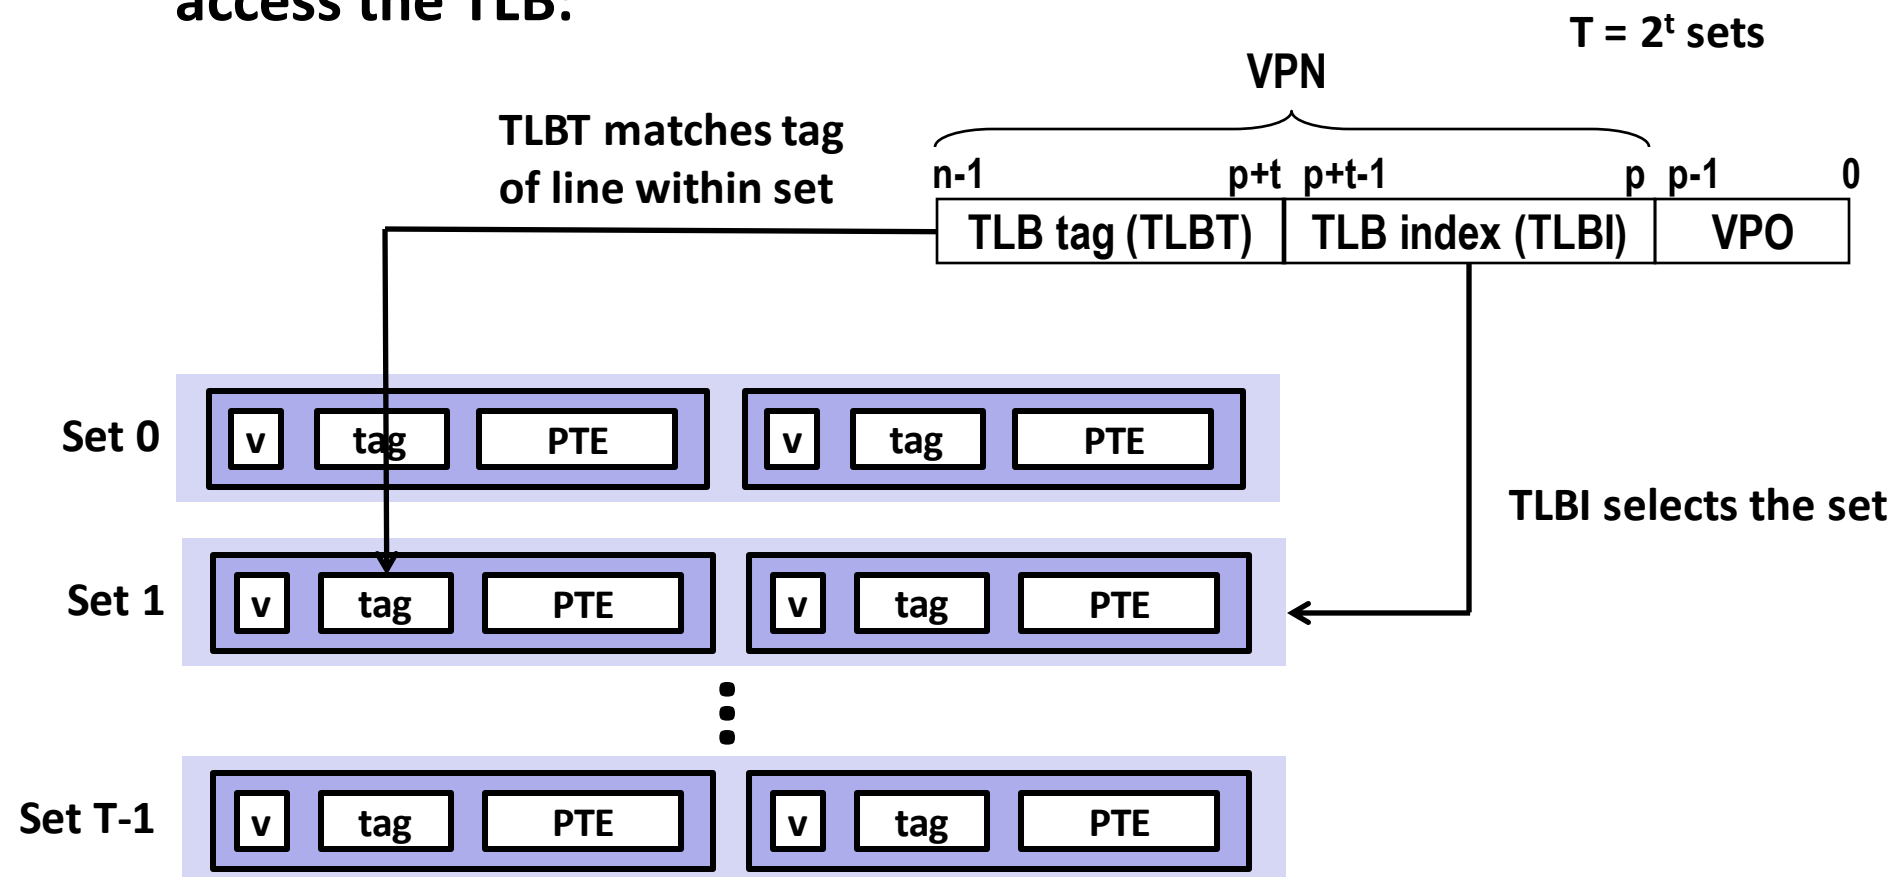 access the TLB:
T = 2ᵗ sets
VPN
TLBT matches tag
of line within set
n-1 p+t p+t-1 p p-1 0
TLB tag (TLBT) TLB index (TLBI) VPO
Set 0 v tag PTE v tag PTE
TLBI selects the set
Set 1 v tag PTE v tag PTE
Set T-1 v tag PTE v tag PTE